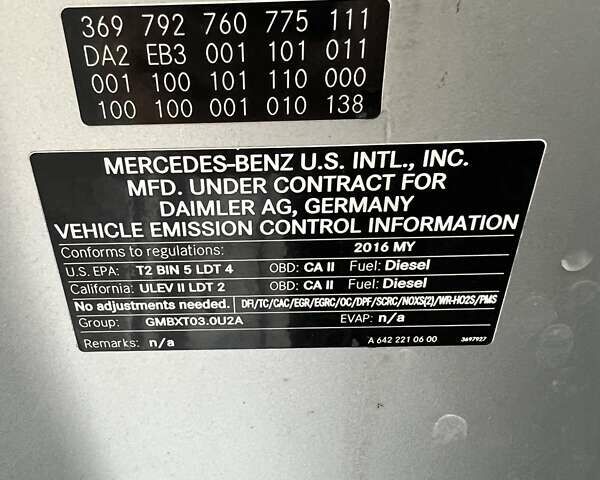 369 792 760 775 111
DA2 EB3 001 101 011
001 100 101 110 000
100 100 001 010 138
MERCEDES-BENZ U.S. INTL., INC.
MFD. UNDER CONTRACT FOR
DAIMLER AG, GERMANY
VEHICLE EMISSION CONTROL INFORMATION
Conforms to regulations: 2016 MY
U.S. EPA: T2 BIN 5 LDT 4 OBD: CA II Fuel: Diesel
California: ULEV II LDT 2 OBD: CA II Fuel: Diesel
No adjustments needed. DFI/TC/CAC/EGR/EGRC/OC/DPF/SCRC/NOXS(2)/WR-HO2S/PMS
Group: GMBXT03.0U2A EVAP: n/a
Remarks: n/a A 642 221 06 00 3697927